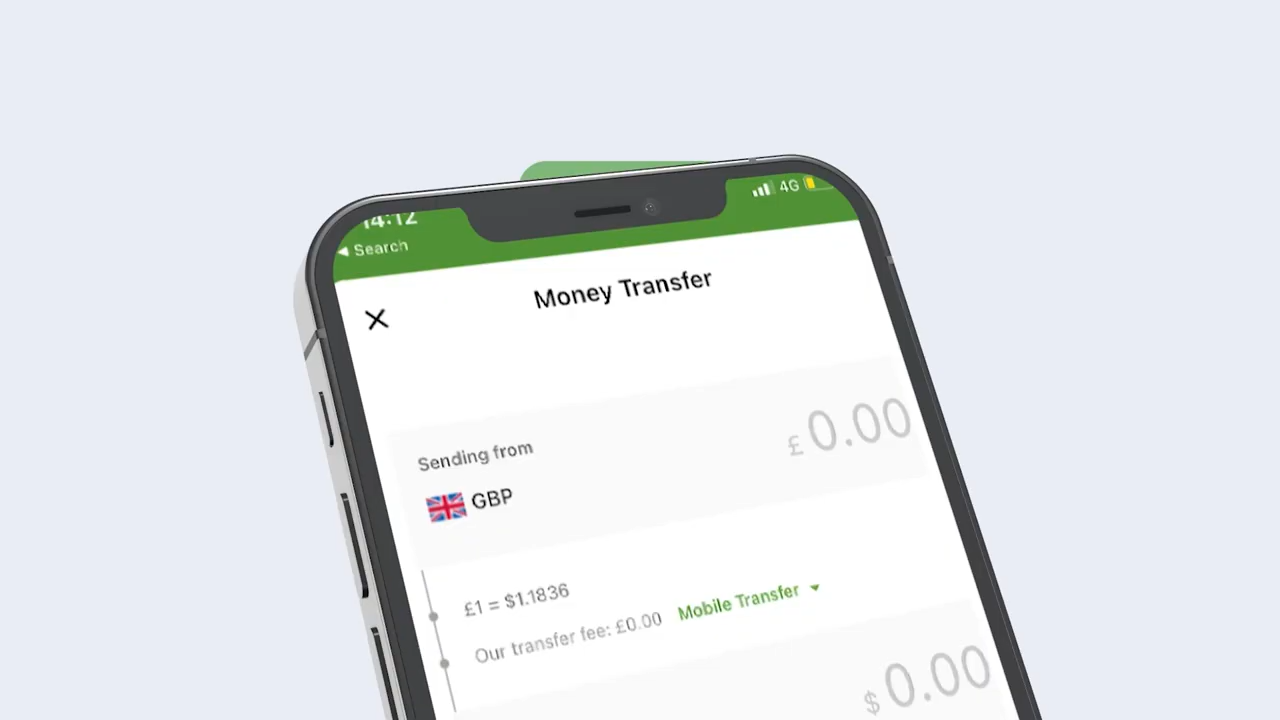 14:12
4G
◀ Search
Money Transfer
£0.00
Sending from
GBP
£1 = $1.1836
Our transfer fee: £0.00 Mobile Transfer
$0.00